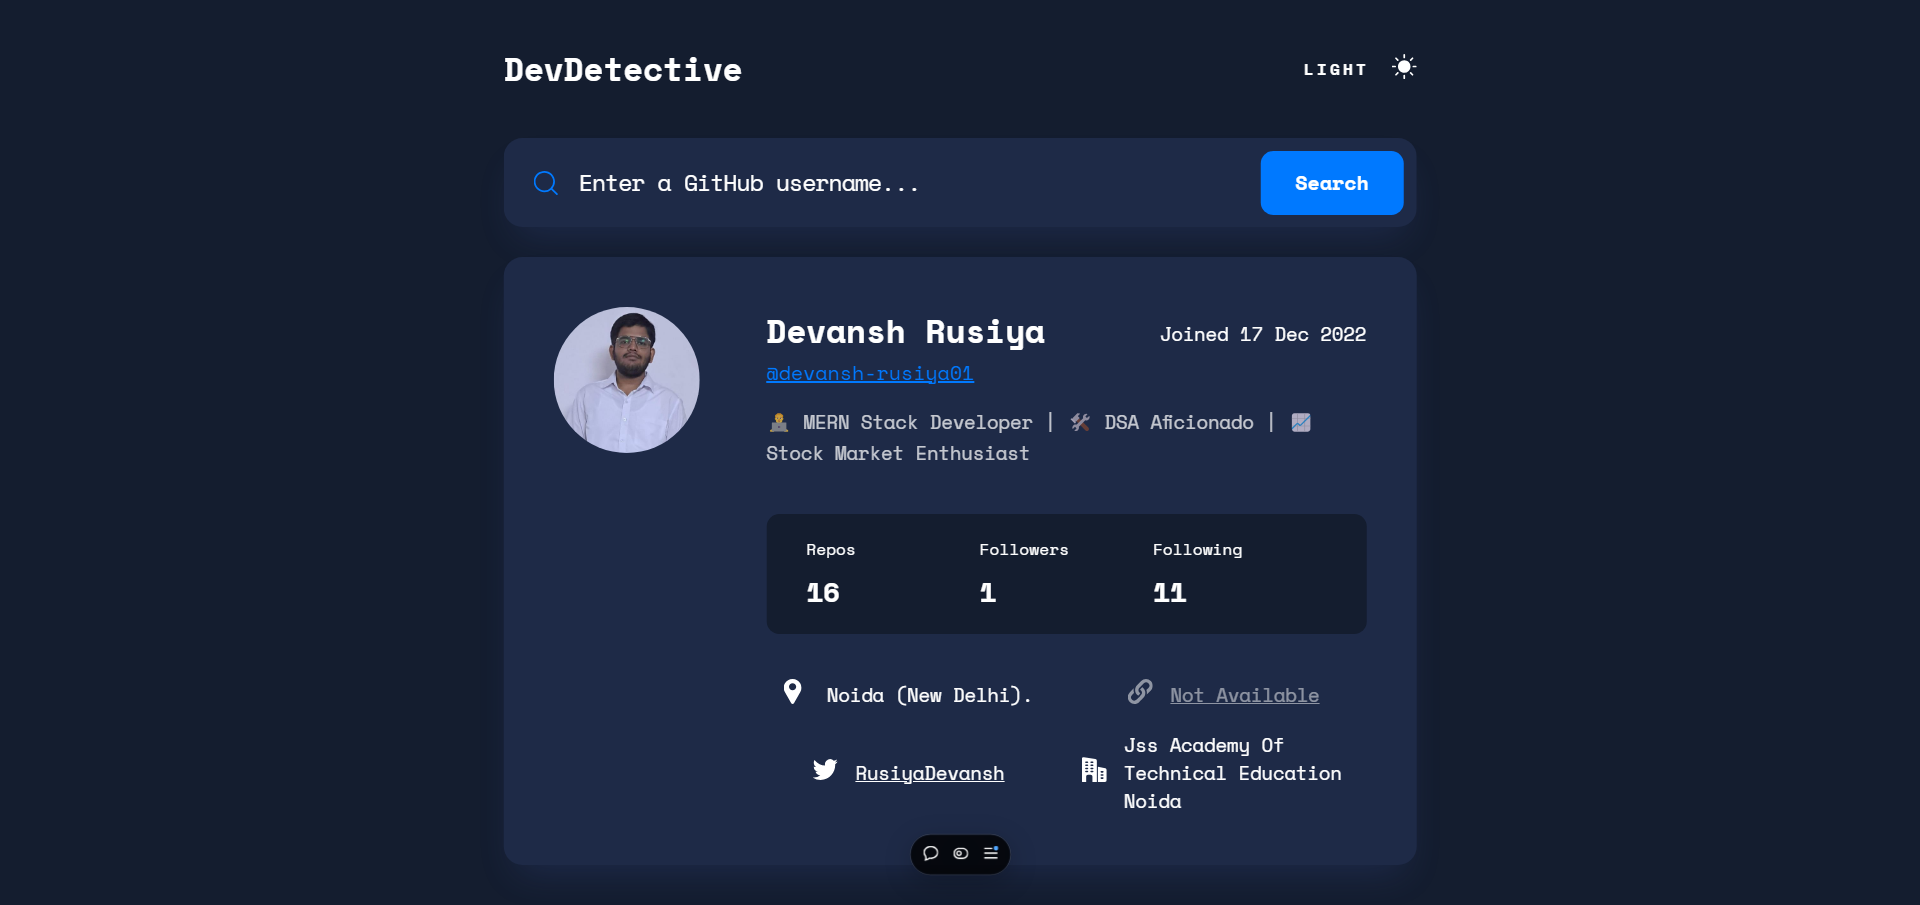 DevDetective
LIGHT
Enter a GitHub username...
Search
Devansh Rusiya
Joined 17 Dec 2022
@devansh-rusiya01
🧑‍💻 MERN Stack Developer | 🛠 DSA Aficionado | 📈
Stock Market Enthusiast
Repos Followers Following
16 1 11
Noida (New Delhi).
Not Available
RusiyaDevansh
Jss Academy Of
Technical Education
Noida